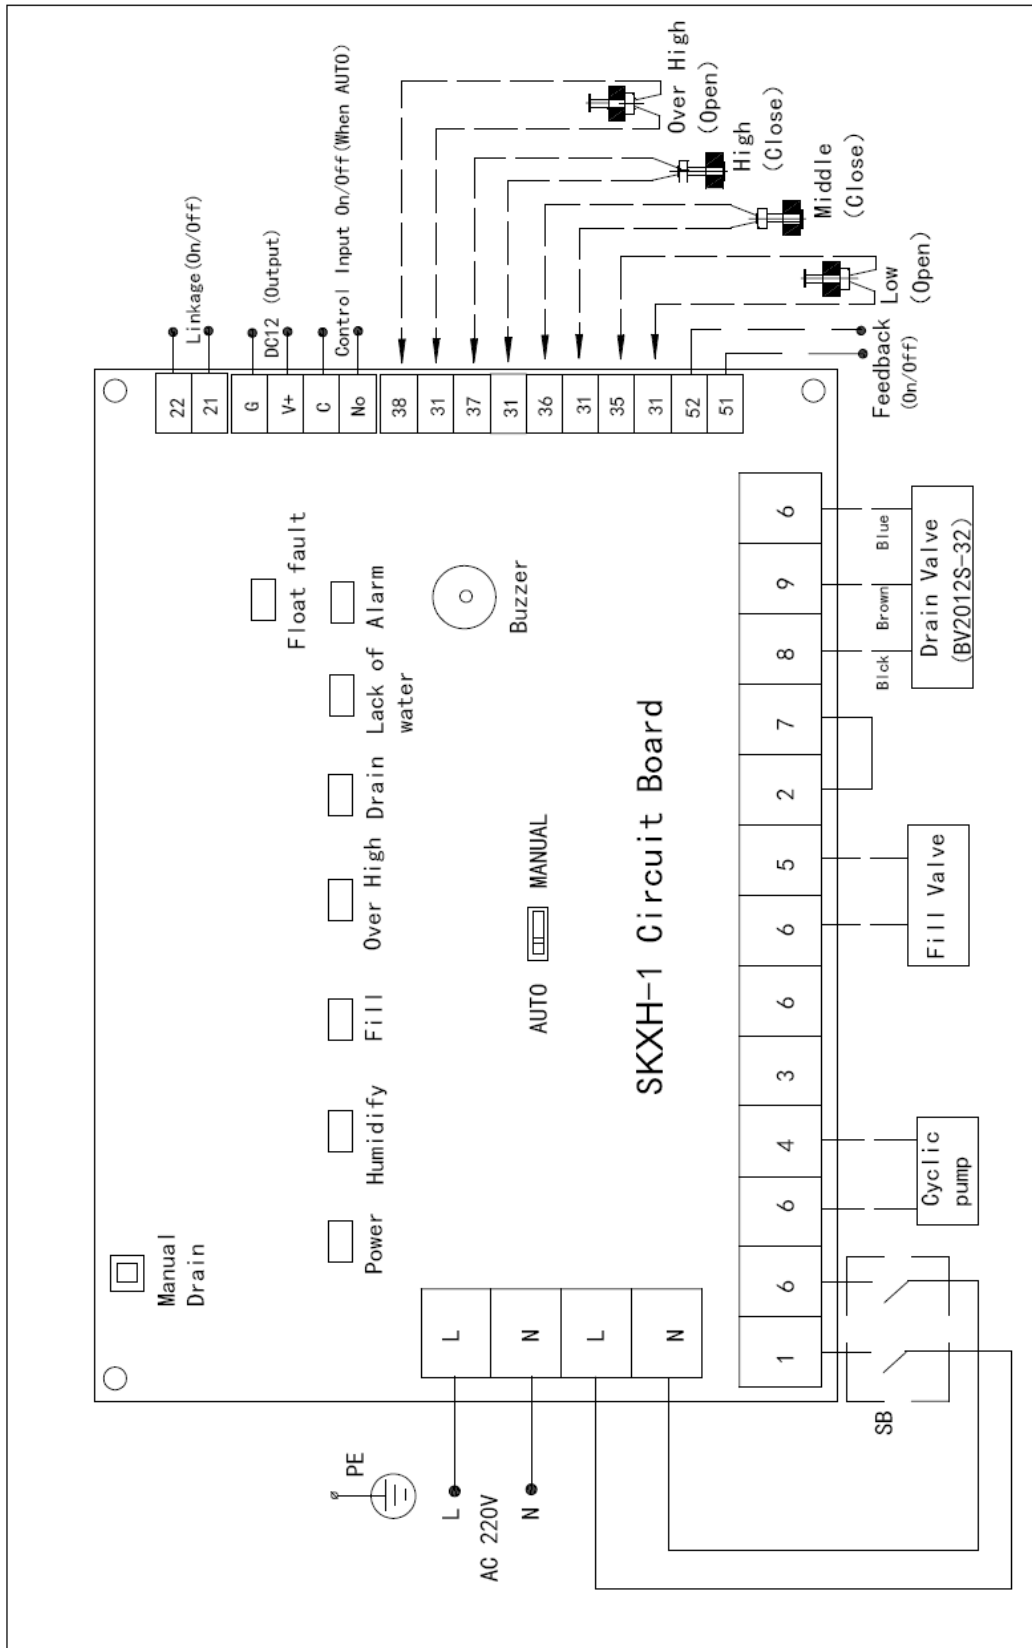 Linkage(On/Off)
DC12 (Output)
Control Input On/Off(When AUTO)
Over High
(Open)
High
(Close)
Middle
(Close)
Low
(Open)
Feedback
(On/Off)
22
21
G
V+
C
No
38
31
37
31
36
31
35
31
52
51
Float fault
Alarm
Lack of
water
Drain
Over High
Fill
Humidify
Power
Buzzer
Manual
Drain
AUTO
MANUAL
SKXH-1 Circuit Board
L
N
L
N
1
6
6
4
3
6
6
5
2
7
8
9
6
Blck
Brown
Blue
Drain Valve
(BV2012S-32)
Fill Valve
Cyclic
pump
SB
PE
L
AC 220V
N